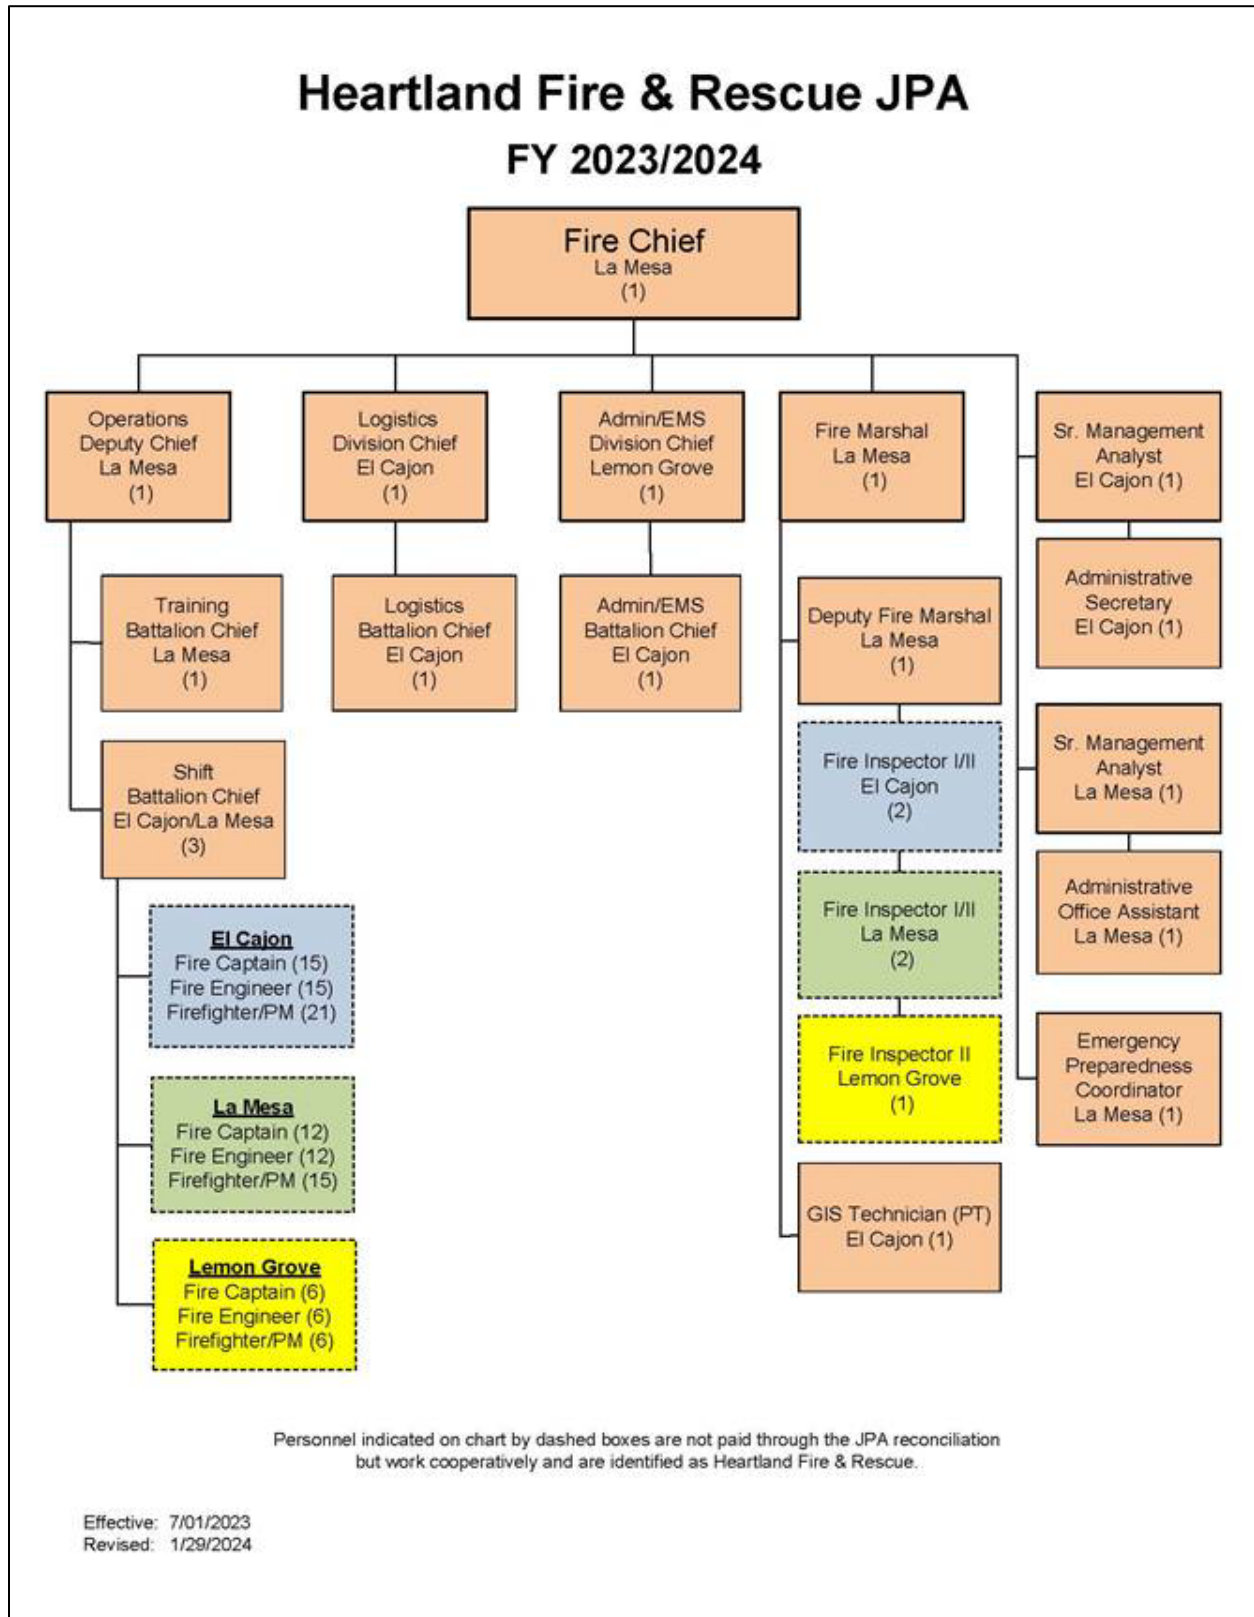 Heartland Fire & Rescue JPA
FY 2023/2024
Fire Chief
La Mesa
(1)
Operations
Deputy Chief
La Mesa
(1)
Logistics
Division Chief
El Cajon
(1)
Admin/EMS
Division Chief
Lemon Grove
(1)
Fire Marshal
La Mesa
(1)
Sr. Management
Analyst
El Cajon (1)
Administrative
Secretary
El Cajon (1)
Training
Battalion Chief
La Mesa
(1)
Logistics
Battalion Chief
El Cajon
(1)
Admin/EMS
Battalion Chief
El Cajon
(1)
Deputy Fire Marshal
La Mesa
(1)
Shift
Battalion Chief
El Cajon/La Mesa
(3)
Fire Inspector I/II
El Cajon
(2)
Sr. Management
Analyst
La Mesa (1)
Administrative
Office Assistant
La Mesa (1)
El Cajon
Fire Captain (15)
Fire Engineer (15)
Firefighter/PM (21)
Fire Inspector I/II
La Mesa
(2)
Fire Inspector II
Lemon Grove
(1)
Emergency
Preparedness
Coordinator
La Mesa (1)
La Mesa
Fire Captain (12)
Fire Engineer (12)
Firefighter/PM (15)
GIS Technician (PT)
El Cajon (1)
Lemon Grove
Fire Captain (6)
Fire Engineer (6)
Firefighter/PM (6)
Personnel indicated on chart by dashed boxes are not paid through the JPA reconciliation
but work cooperatively and are identified as Heartland Fire & Rescue.
Effective: 7/01/2023
Revised: 1/29/2024